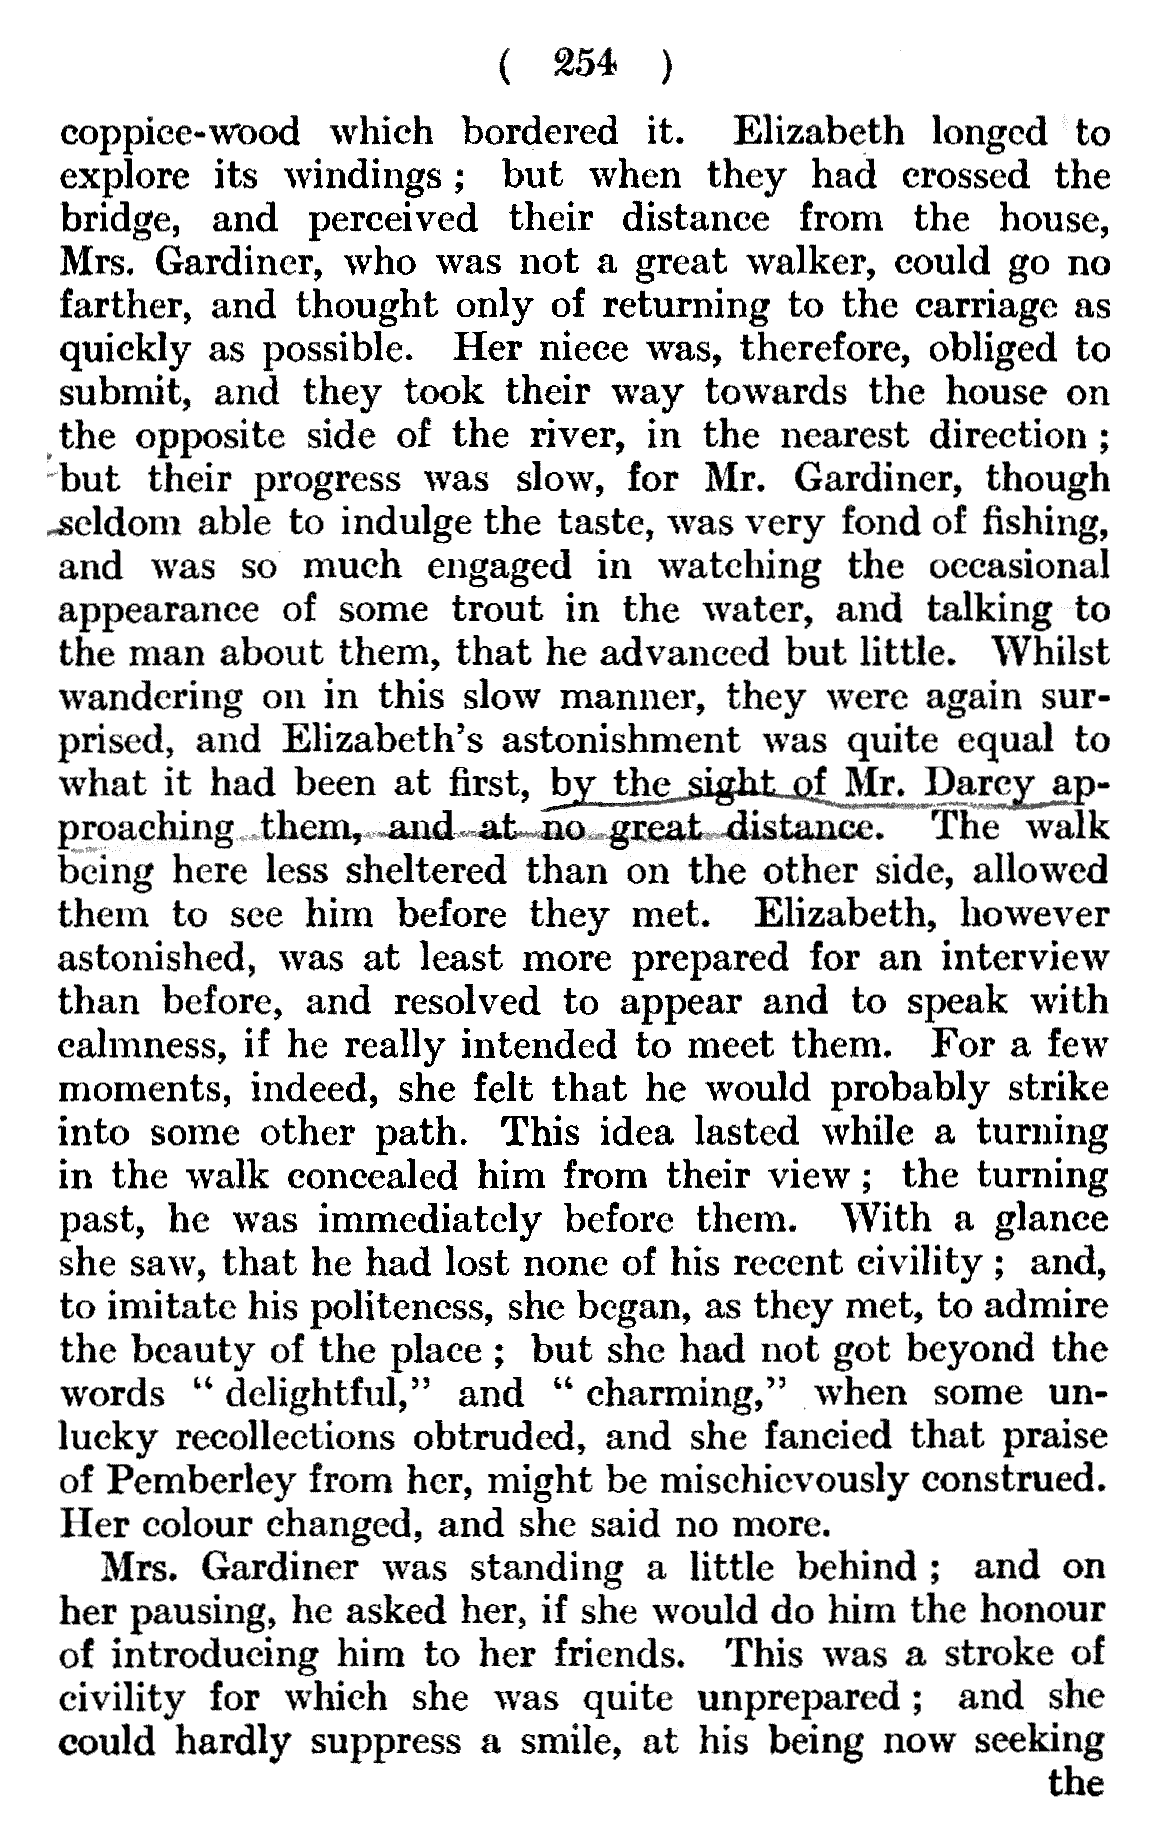 ( 254 )
coppice-wood which bordered it. Elizabeth longed to
explore its windings ; but when they had crossed the
bridge, and perceived their distance from the house,
Mrs. Gardiner, who was not a great walker, could go no
farther, and thought only of returning to the carriage as
quickly as possible. Her niece was, therefore, obliged to
submit, and they took their way towards the house on
the opposite side of the river, in the nearest direction ;
but their progress was slow, for Mr. Gardiner, though
seldom able to indulge the taste, was very fond of fishing,
and was so much engaged in watching the occasional
appearance of some trout in the water, and talking to
the man about them, that he advanced but little. Whilst
wandering on in this slow manner, they were again sur-
prised, and Elizabeth's astonishment was quite equal to
what it had been at first, by the sight of Mr. Darcy ap-
proaching them, and at no great distance. The walk
being here less sheltered than on the other side, allowed
them to see him before they met. Elizabeth, however
astonished, was at least more prepared for an interview
than before, and resolved to appear and to speak with
calmness, if he really intended to meet them. For a few
moments, indeed, she felt that he would probably strike
into some other path. This idea lasted while a turning
in the walk concealed him from their view ; the turning
past, he was immediately before them. With a glance
she saw, that he had lost none of his recent civility ; and,
to imitate his politeness, she began, as they met, to admire
the beauty of the place ; but she had not got beyond the
words “ delightful,” and “ charming,” when some un-
lucky recollections obtruded, and she fancied that praise
of Pemberley from her, might be mischievously construed.
Her colour changed, and she said no more.
Mrs. Gardiner was standing a little behind ; and on
her pausing, he asked her, if she would do him the honour
of introducing him to her friends. This was a stroke of
civility for which she was quite unprepared ; and she
could hardly suppress a smile, at his being now seeking
the